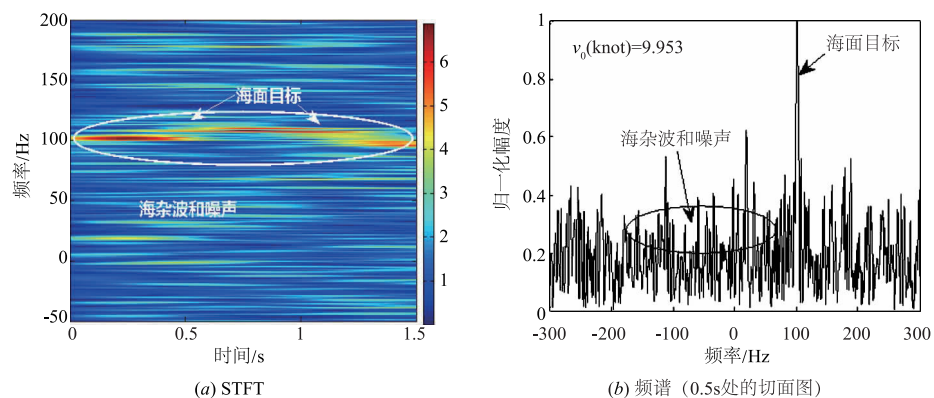 200
150
100
50
0
-50
频率/Hz
海面目标
海杂波和噪声
0
0.5
1
1.5
时间/s
6
5
4
3
2
1
(a) STFT
1
0.8
0.6
0.4
0.2
0
归一化幅度
v₀(knot)=9.953
海面目标
海杂波和噪声
-300
-200
-100
0
100
200
300
频率/Hz
(b) 频谱（0.5s处的切面图）